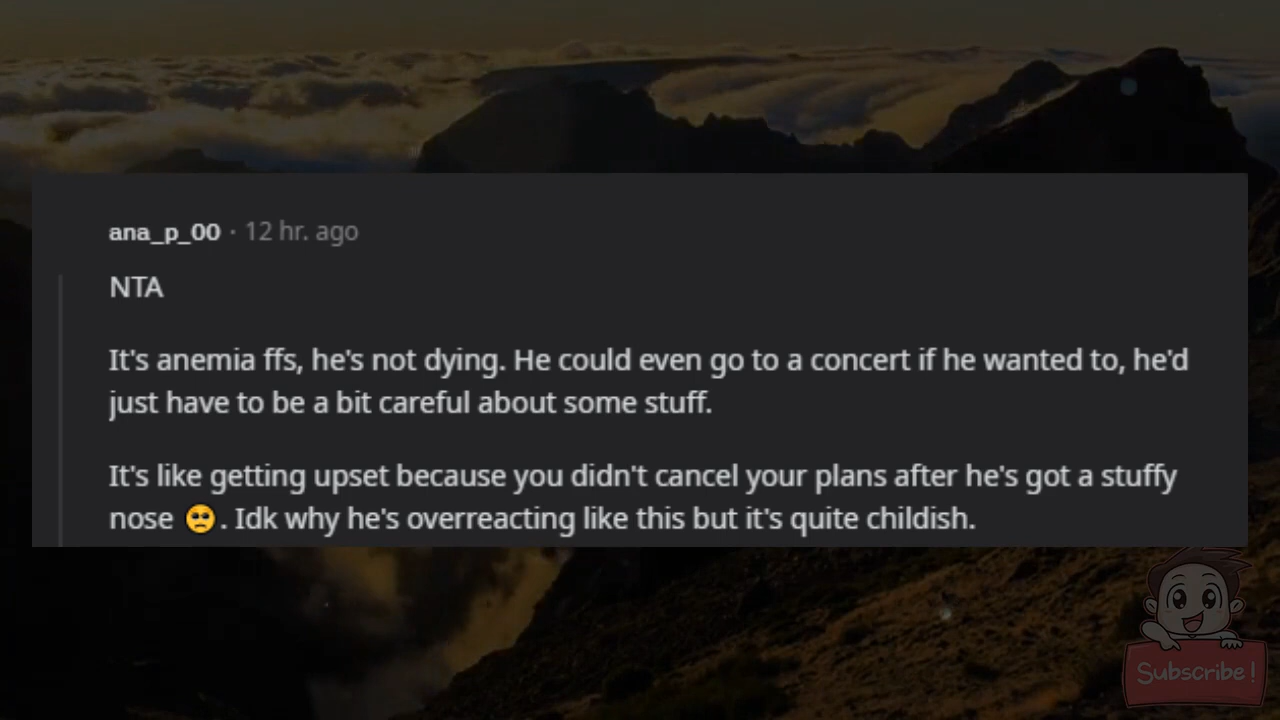 ana_p_00 · 12 hr. ago
NTA
It's anemia ffs, he's not dying. He could even go to a concert if he wanted to, he'd
just have to be a bit careful about some stuff.
It's like getting upset because you didn't cancel your plans after he's got a stuffy
nose 🥺. Idk why he's overreacting like this but it's quite childish.
Subscribe!